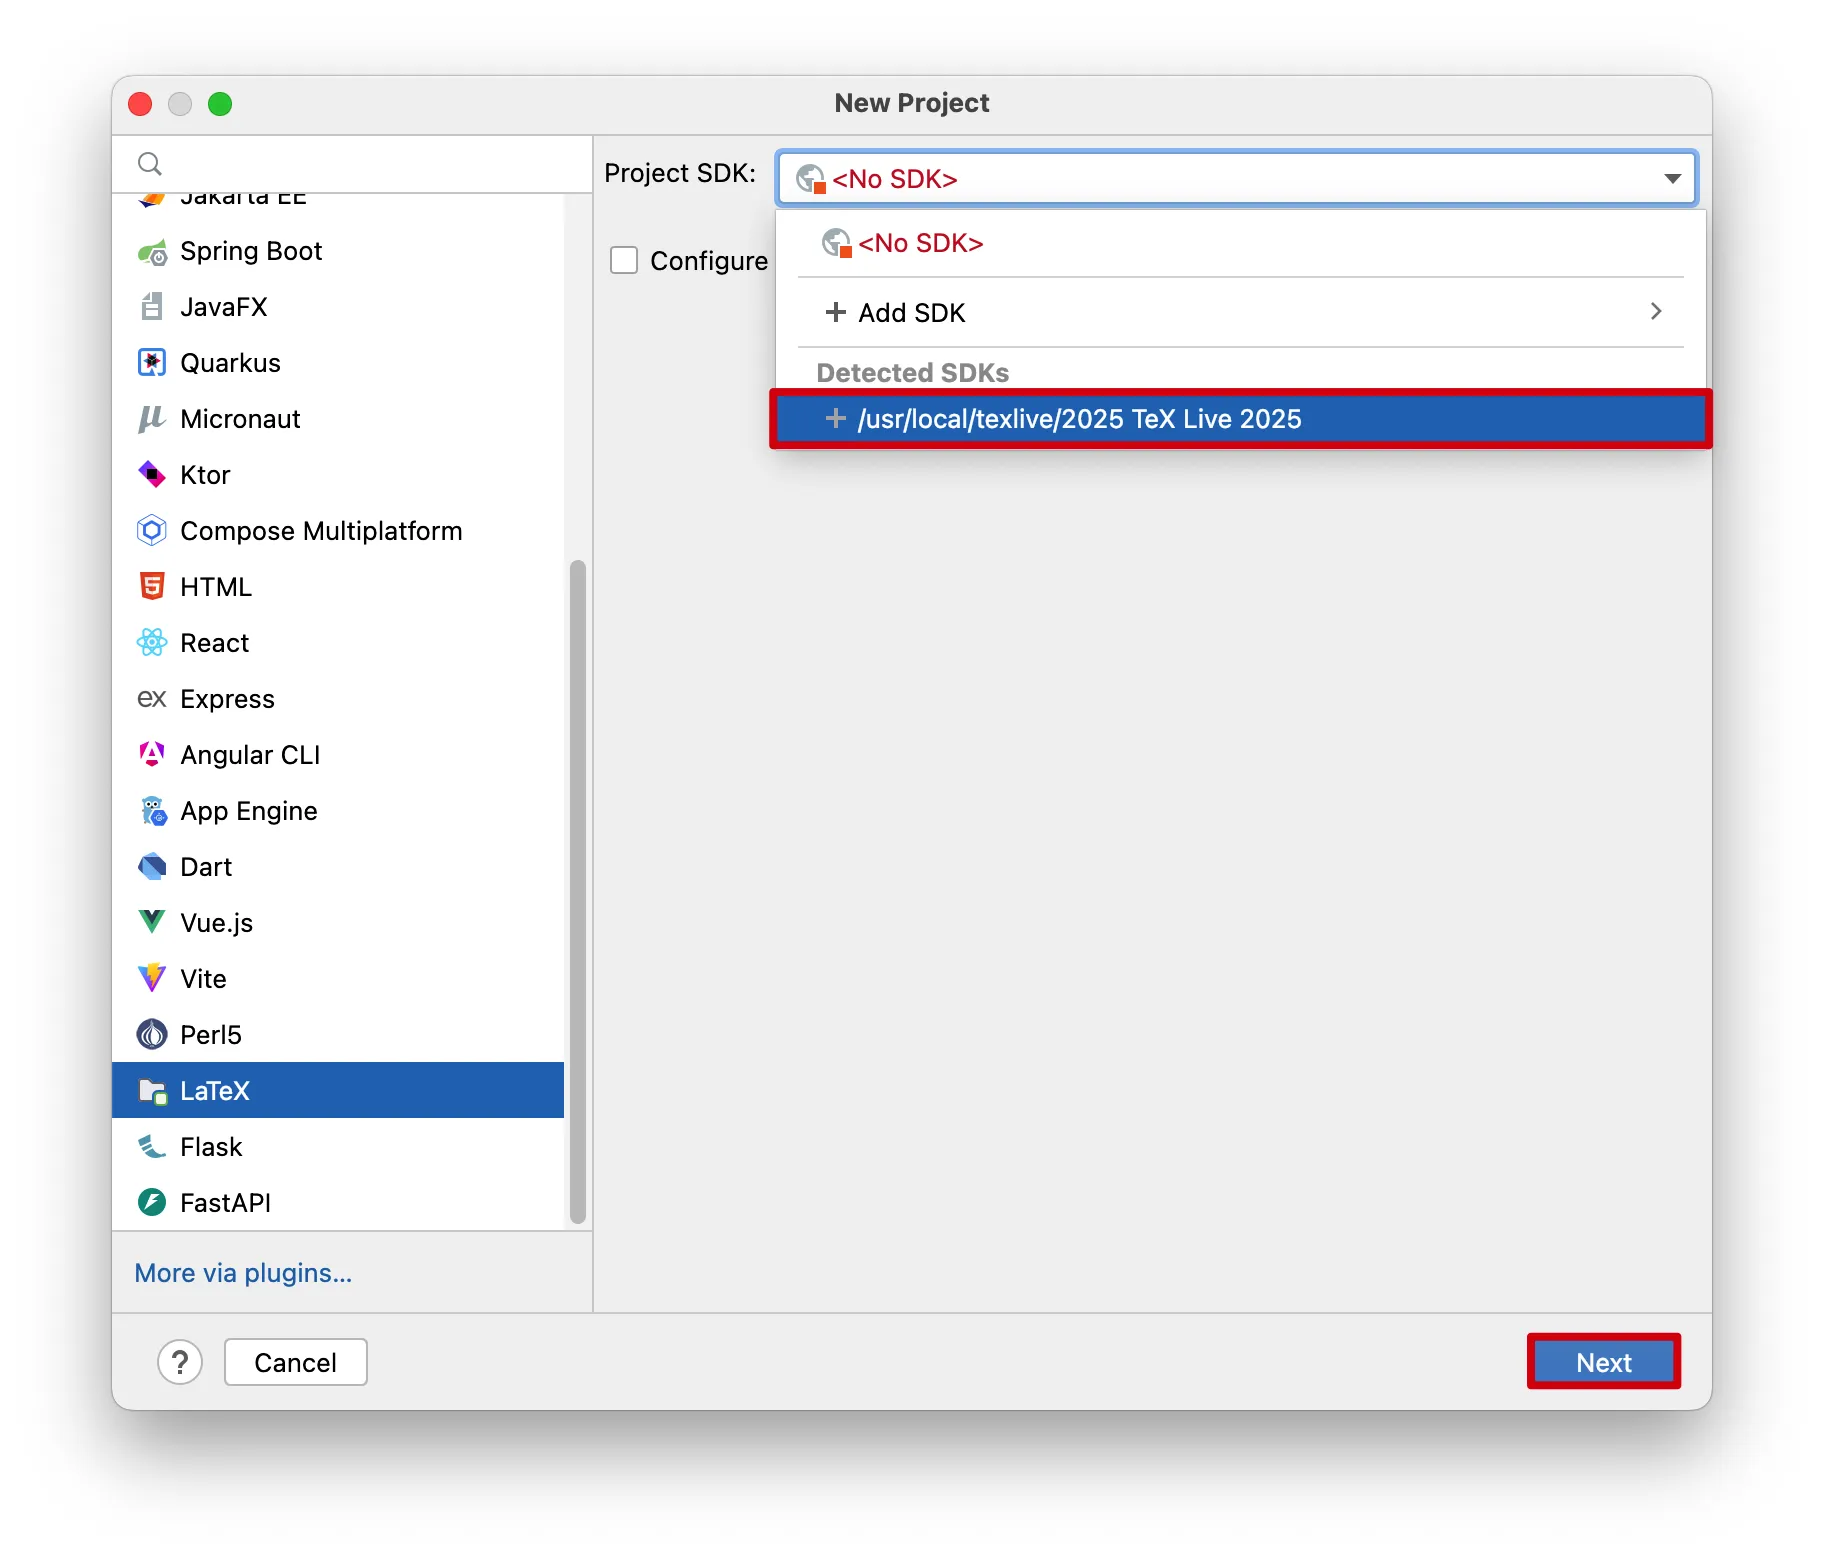 New Project
Jakarta EE
Spring Boot
JavaFX
Quarkus
Micronaut
Ktor
Compose Multiplatform
HTML
React
Express
Angular CLI
App Engine
Dart
Vue.js
Vite
Perl5
LaTeX
Flask
FastAPI
More via plugins...
Project SDK:
<No SDK>
Configure
<No SDK>
Add SDK
Detected SDKs
/usr/local/texlive/2025 TeX Live 2025
? Cancel
Next